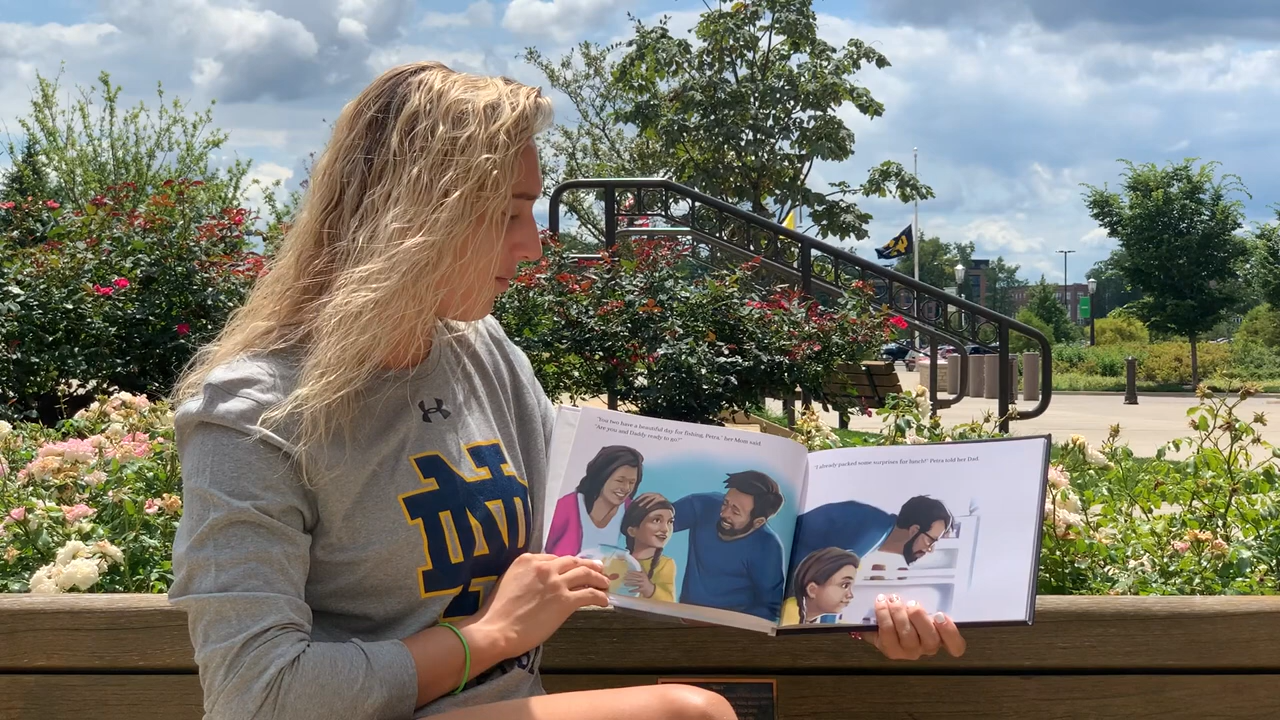 "You two have a beautiful day for fishing, Petra," her Mom said.
"Are you and Daddy ready to go?"
"I already packed some surprises for lunch!" Petra told her Dad.
ND